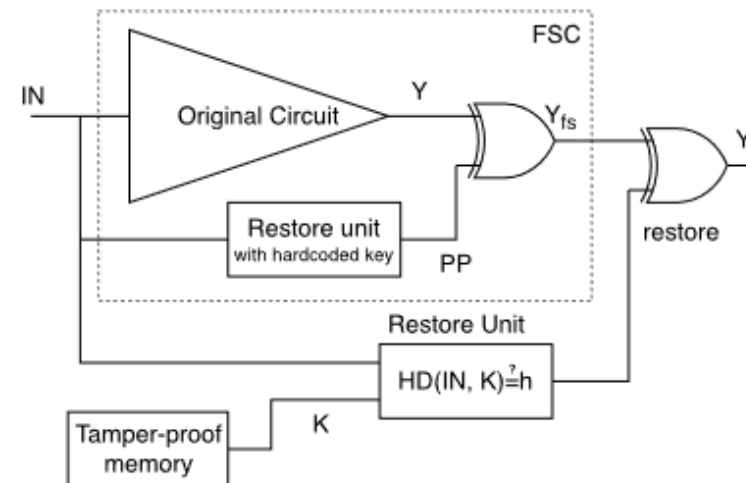 FSC
IN
Original Circuit
Y
Yfs
Y
Restore unit
with hardcoded key
PP
restore
Restore Unit
HD(IN, K)≟h
K
Tamper-proof
memory